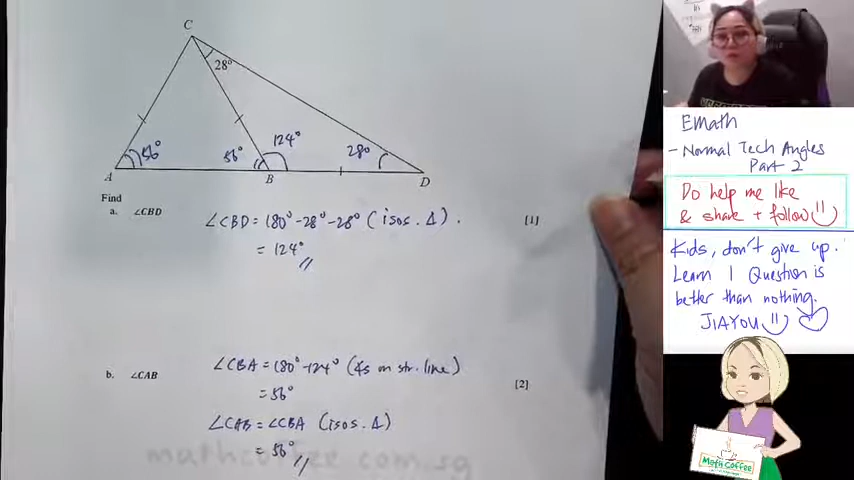 C
28°
56°
56°
124°
28°
A
B
D
Find
a. ∠CBD
∠CBD = 180° - 28° - 28° (isos. Δ).
[1]
= 124°//
b. ∠CAB
∠CBA = 180° - 124° (∠s on str. line)
[2]
= 56°
∠CAB = ∠CBA (isos. Δ)
= 56°//
mathcoffee.com.sg
Emath
- Normal Tech Angles
Part 2
Do help me like
& share + follow
Kids, don't give up.
Learn 1 Question is
better than nothing.
JIAYOU
Math Coffee